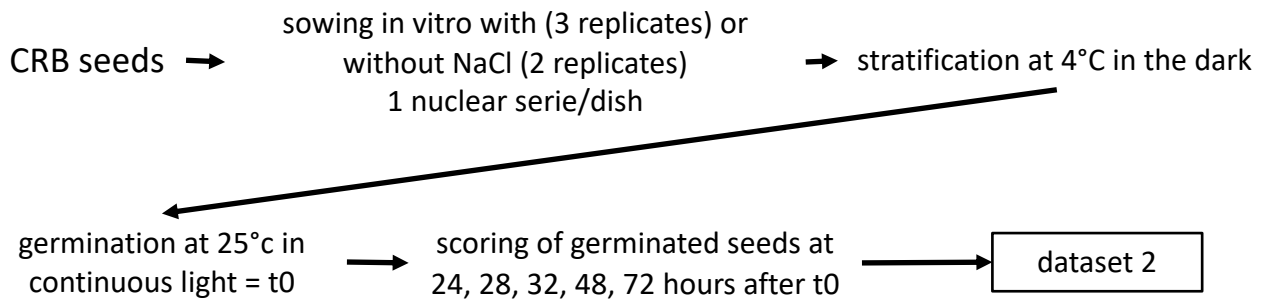 CRB seeds
sowing in vitro with (3 replicates) or
without NaCl (2 replicates)
1 nuclear serie/dish
stratification at 4°C in the dark
germination at 25°c in
continuous light = t0
scoring of germinated seeds at
24, 28, 32, 48, 72 hours after t0
dataset 2